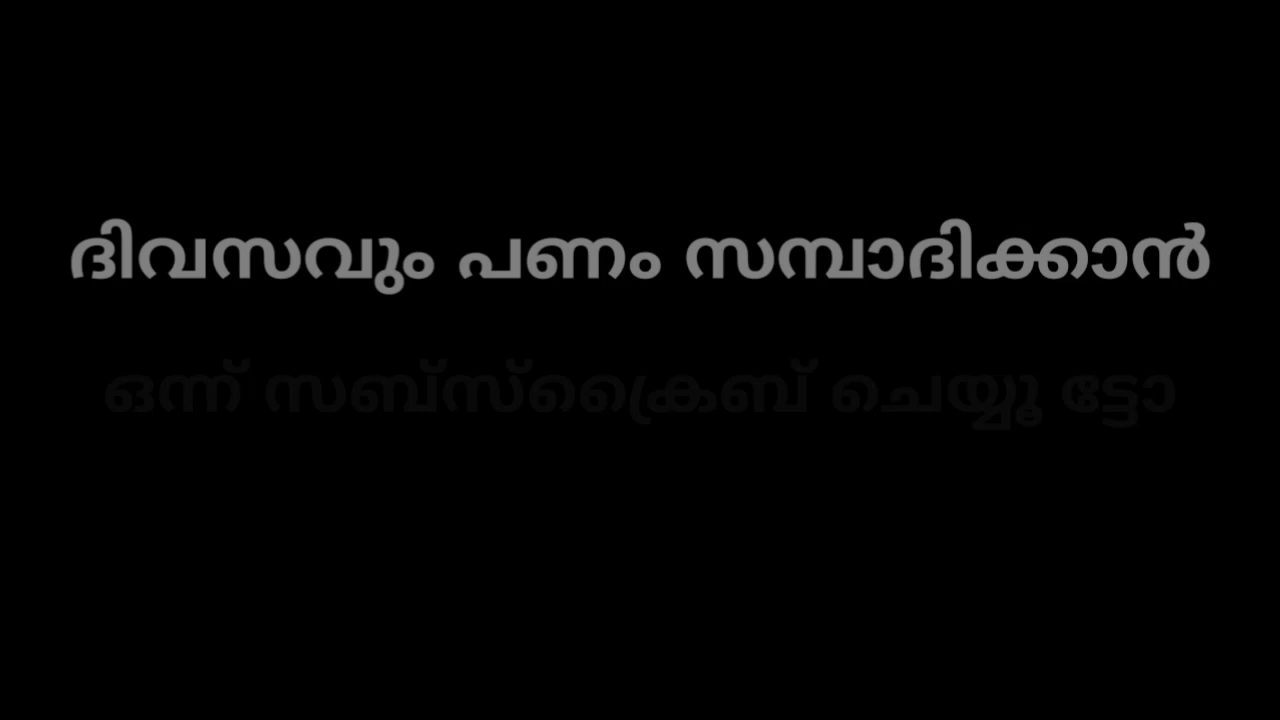 ദിവസവും പണം സമ്പാദിക്കാൻ
ഒന്ന് സബ്സ്ക്രൈബ് ചെയ്യൂ ട്ടോ